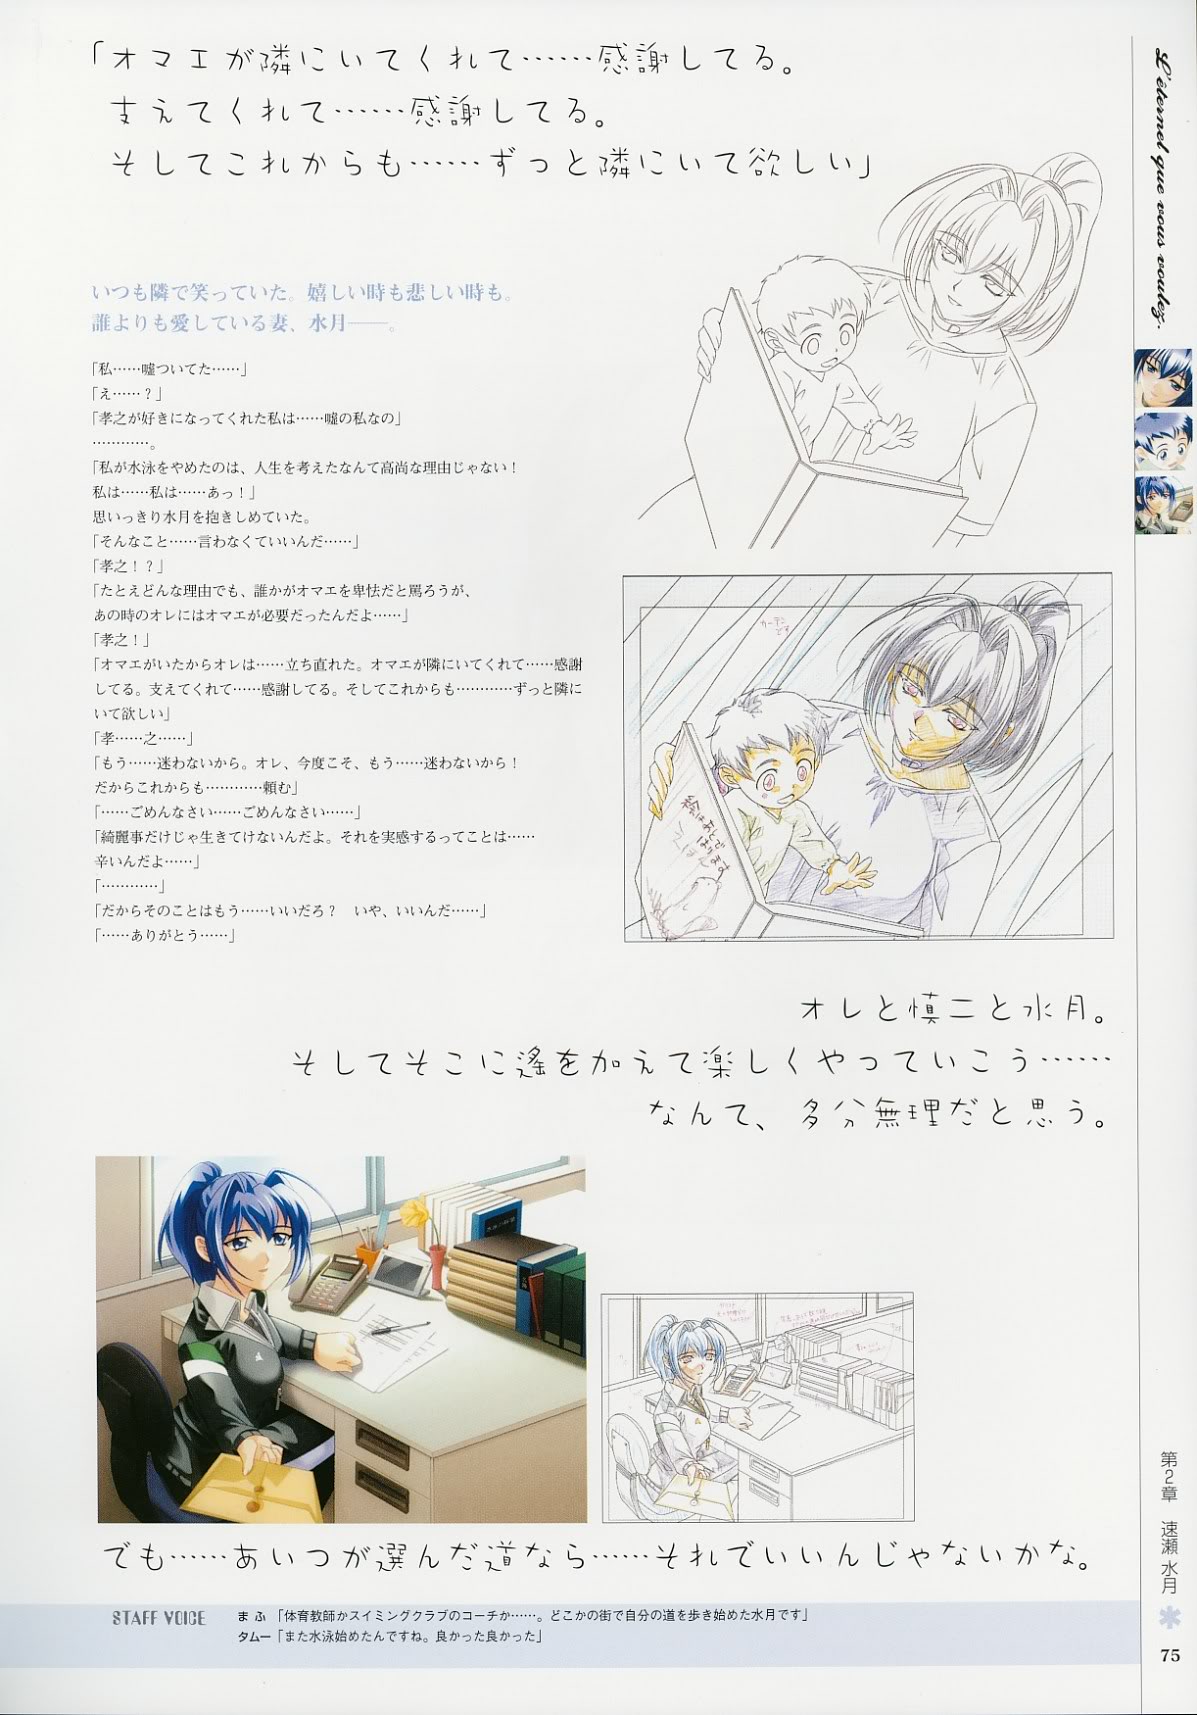 「オマエが隣にいてくれて……感謝してる。
支えてくれて……感謝してる。
そしてこれからも……ずっと隣にいて欲しい」
L'éternel que vous voulez.
いつも隣で笑っていた。嬉しい時も悲しい時も。
誰よりも愛している妻、水月――。
「私……嘘ついてた……」
「え……？」
「孝之が好きになってくれた私は……嘘の私なの」
…………。
「私が水泳をやめたのは、人生を考えたなんて高尚な理由じゃない！
私は……私は……あっ！」
思いっきり水月を抱きしめていた。
「そんなこと……言わなくていいんだ……」
「孝之！？」
「たとえどんな理由でも、誰かがオマエを卑怯だと罵ろうが、
あの時のオレにはオマエが必要だったんだよ……」
「孝之！」
「オマエがいたからオレは……立ち直れた。オマエが隣にいてくれて……感謝
してる。支えてくれて……感謝してる。そしてこれからも…………ずっと隣に
いて欲しい」
「孝……之……」
「もう……迷わないから。オレ、今度こそ、もう……迷わないから！
だからこれからも…………頼む」
「……ごめんなさい……ごめんなさい……」
「綺麗事だけじゃ生きてけないんだよ。それを実感するってことは……
辛いんだよ……」
「…………」
「だからそのことはもう……いいだろ？　いや、いいんだ……」
「……ありがとう……」
カーテン
です
絵はあとで
はります
オレと慎二と水月。
そしてそこに遙を加えて楽しくやっていこう……
なんて、多分無理だと思う。
でも……あいつが選んだ道なら……それでいいんじゃないかな。
STAFF VOICE
まふ「体育教師かスイミングクラブのコーチか……。どこかの街で自分の道を歩き始めた水月です」
タムー「また水泳始めたんですね。良かった良かった」
第2章　速瀬 水月
75